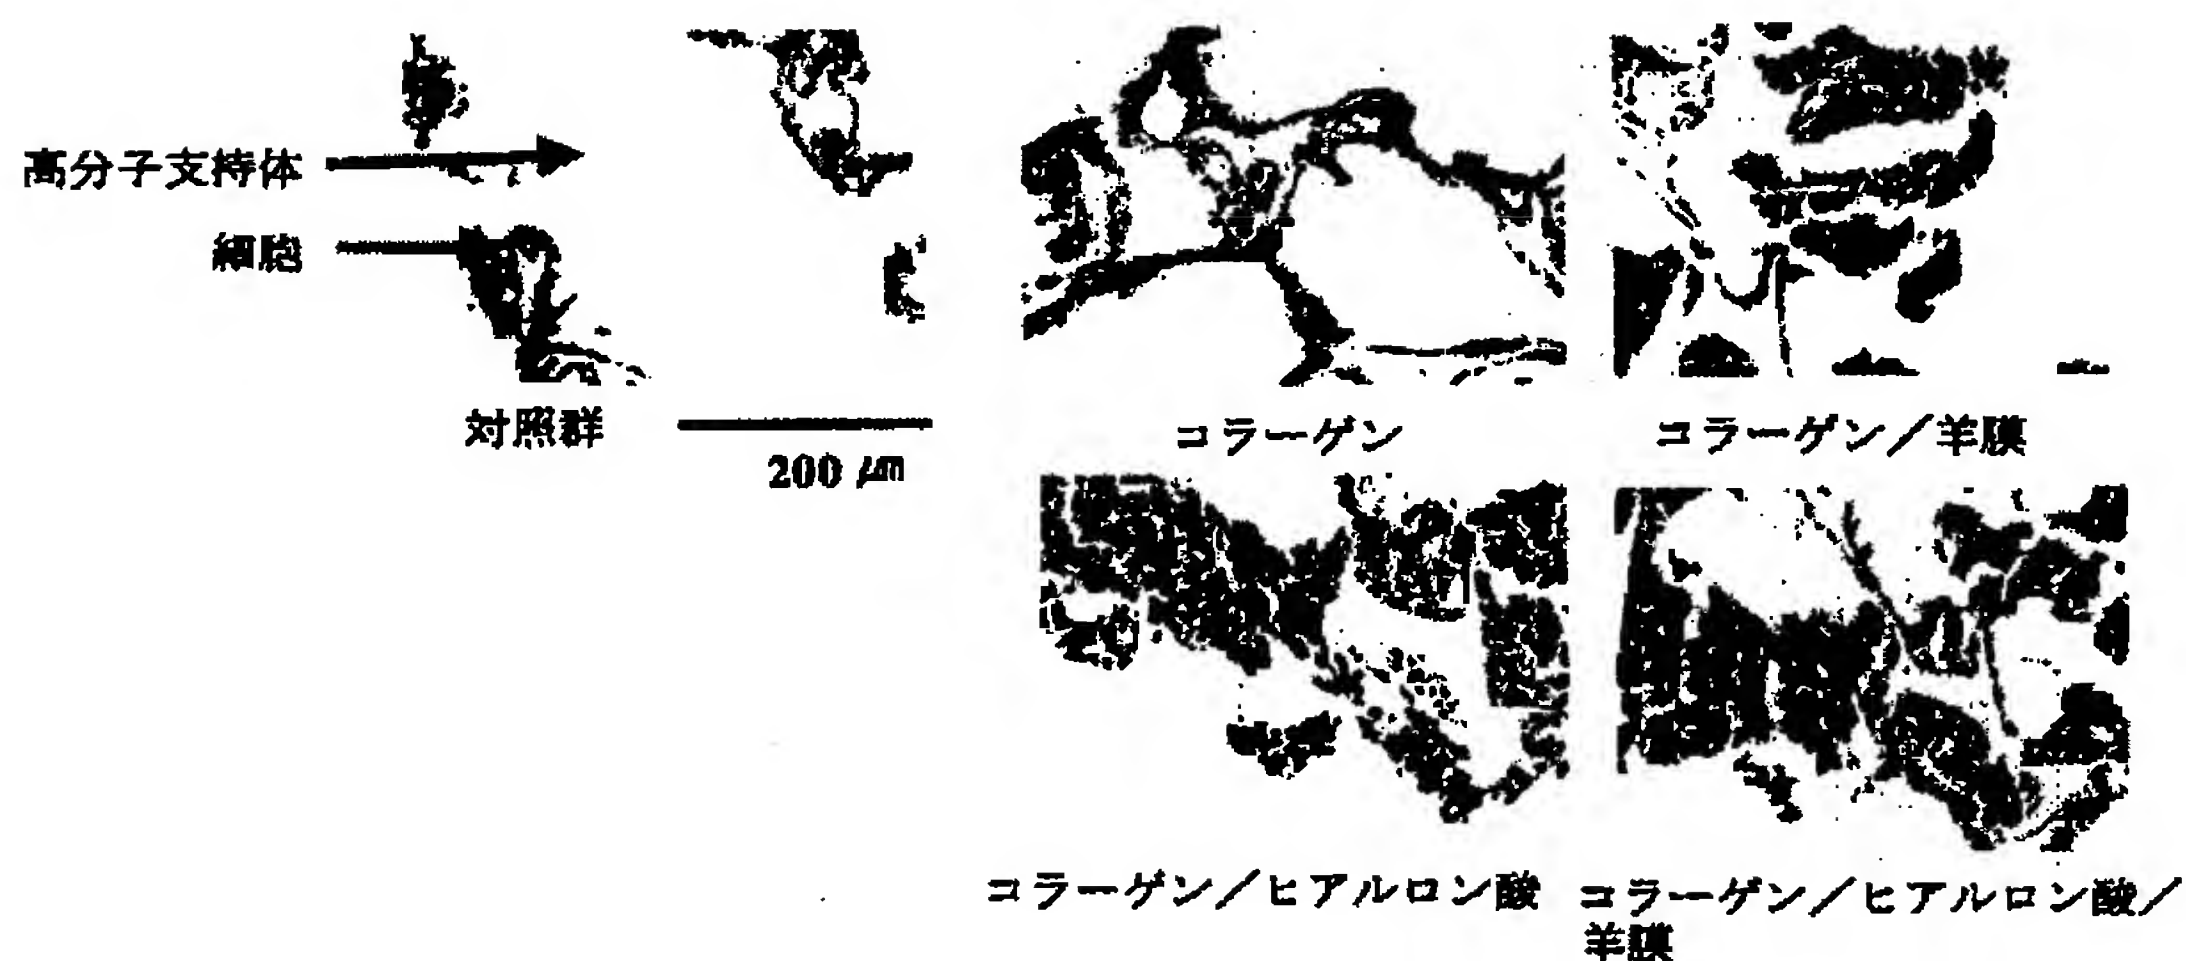 高分子支持体
細胞
対照群
200 μm
コラーゲン
コラーゲン／羊膜
コラーゲン／ヒアルロン酸
コラーゲン／ヒアルロン酸／
羊膜